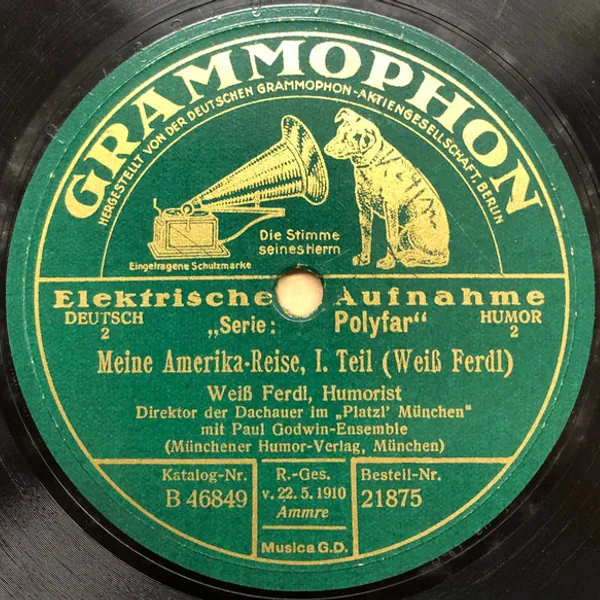 GRAMMOPHON
HERGESTELLT VON DER DEUTSCHEN GRAMMOPHON-AKTIENGESELLSCHAFT, BERLIN
Die Stimme
seines Herrn
Eingetragene Schutzmarke
Elektrische Aufnahme
DEUTSCH
2
„Serie: Polyfar“
HUMOR
2
Meine Amerika-Reise, I. Teil (Weiß Ferdl)
Weiß Ferdl, Humorist
Direktor der Dachauer im „Platzl' München“
mit Paul Godwin-Ensemble
(Münchener Humor-Verlag, München)
Katalog-Nr.
B 46849
R.-Ges.
v. 22. 5. 1910
Ammre
Bestell-Nr.
21875
Musica G.D.